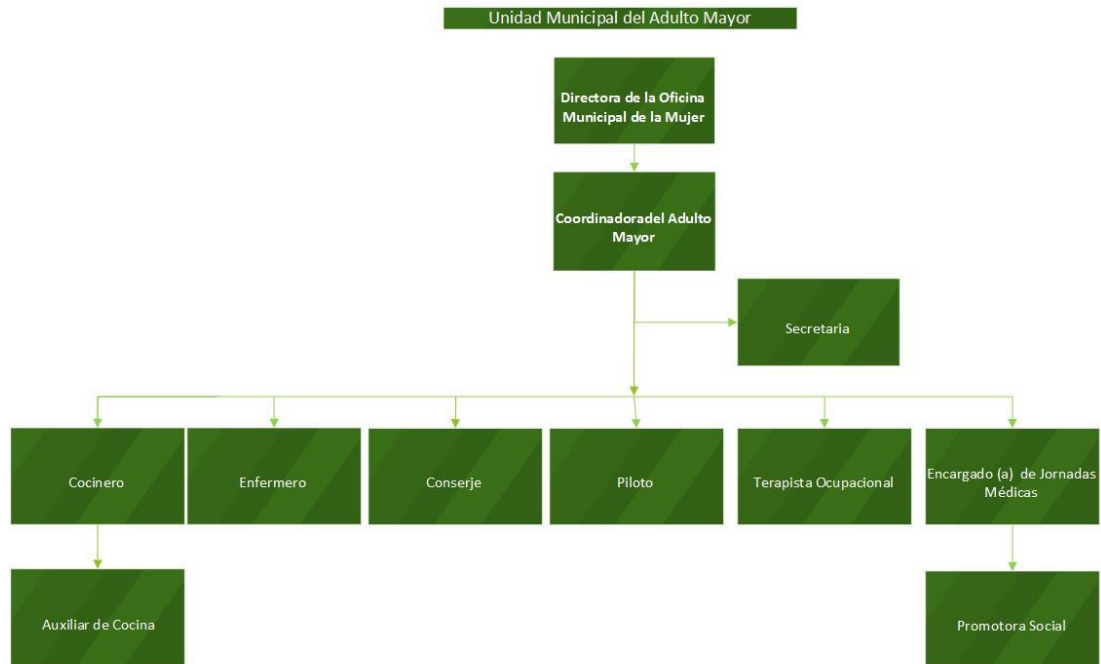 Unidad Municipal del Adulto Mayor
Directora de la Oficina
Municipal de la Mujer
Coordinadoradel Adulto
Mayor
Secretaria
Cocinero
Enfermero
Conserje
Piloto
Terapista Ocupacional
Encargado (a) de Jornadas
Médicas
Auxiliar de Cocina
Promotora Social